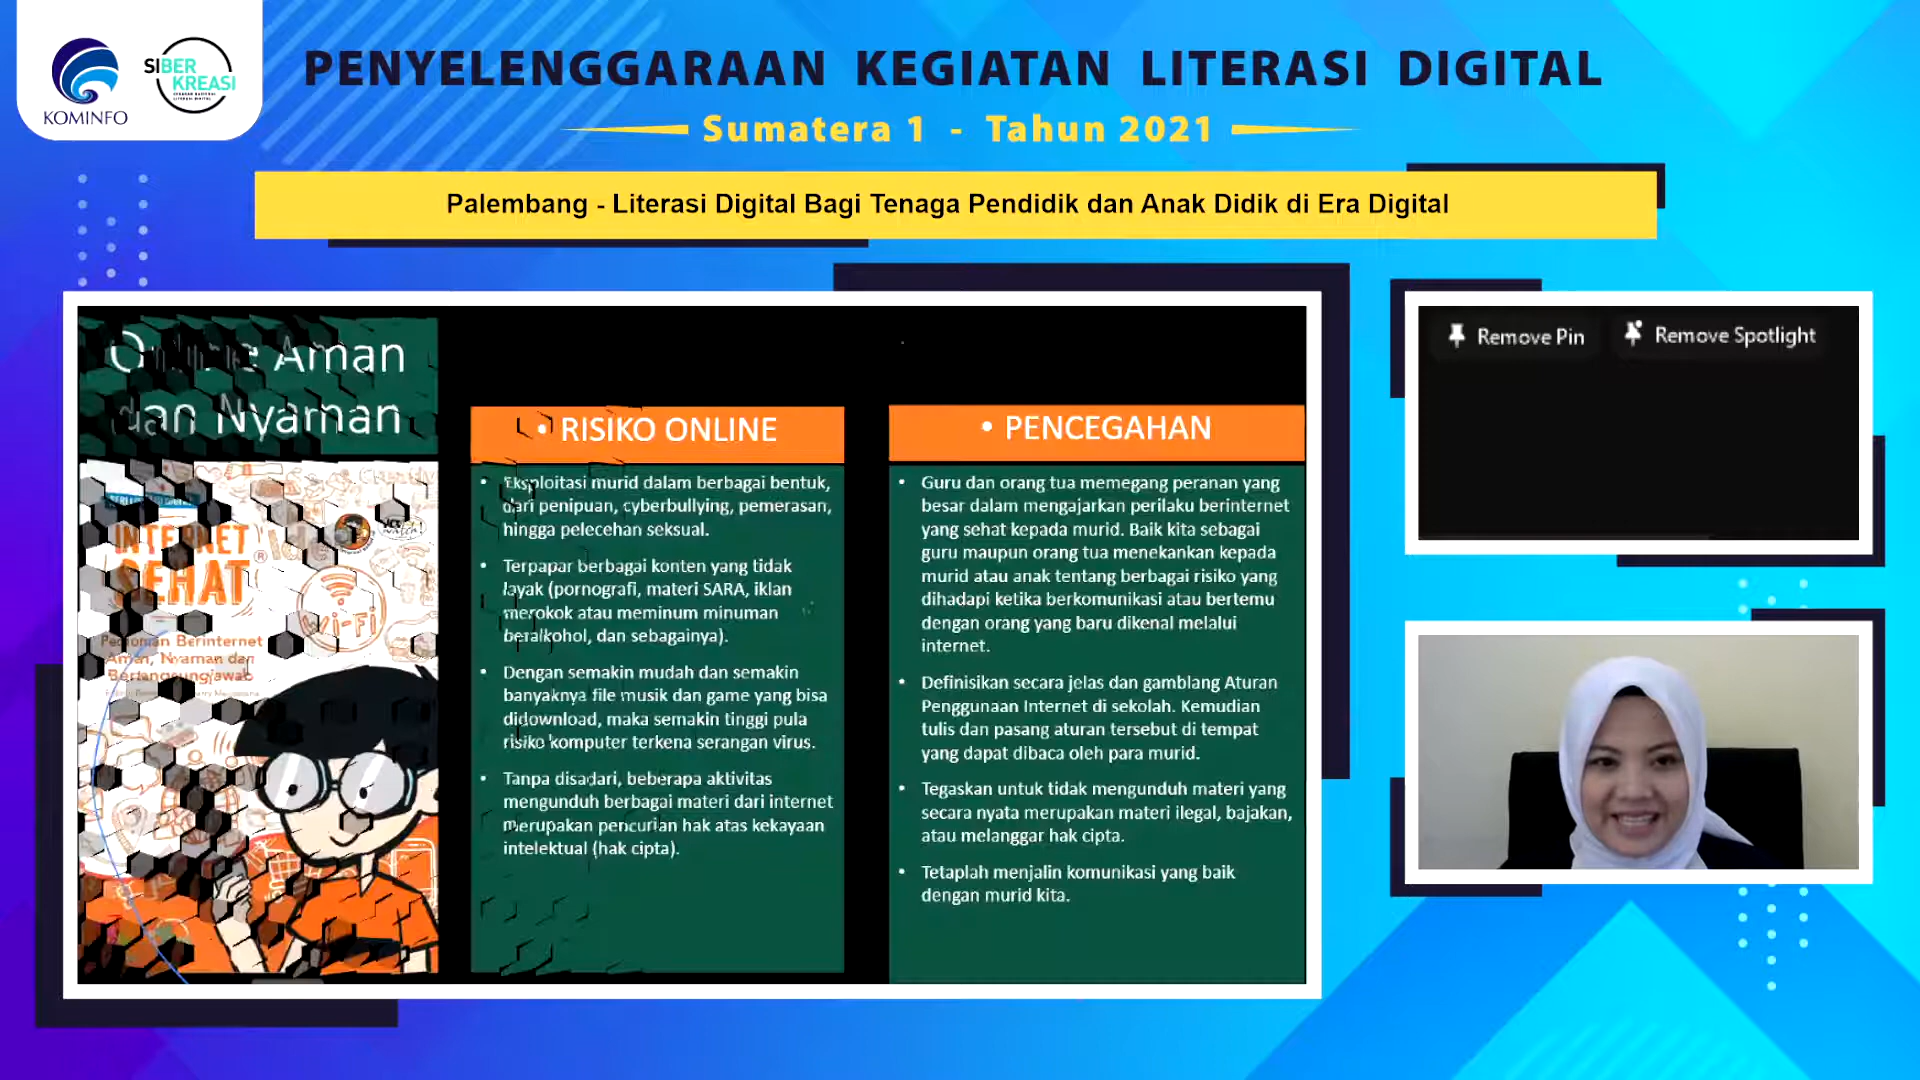 KOMINFO
SIBER
KREASI
PENYELENGGARAAN KEGIATAN LITERASI DIGITAL
Sumatera 1 - Tahun 2021
Palembang - Literasi Digital Bagi Tenaga Pendidik dan Anak Didik di Era Digital
Online Aman
dan Nyaman
INTERNET
SEHAT
Wi-Fi
Pedoman Berinternet
Aman, Nyaman dan
Bertanggungjawab
• RISIKO ONLINE
• Eksploitasi murid dalam berbagai bentuk,
dari penipuan, cyberbullying, pemerasan,
hingga pelecehan seksual.
• Terpapar berbagai konten yang tidak
layak (pornografi, materi SARA, iklan
merokok atau meminum minuman
beralkohol, dan sebagainya).
• Dengan semakin mudah dan semakin
banyaknya file musik dan game yang bisa
didownload, maka semakin tinggi pula
risiko komputer terkena serangan virus.
• Tanpa disadari, beberapa aktivitas
mengunduh berbagai materi dari internet
merupakan pencurian hak atas kekayaan
intelektual (hak cipta).
• PENCEGAHAN
• Guru dan orang tua memegang peranan yang
besar dalam mengajarkan perilaku berinternet
yang sehat kepada murid. Baik kita sebagai
guru maupun orang tua menekankan kepada
murid atau anak tentang berbagai risiko yang
dihadapi ketika berkomunikasi atau bertemu
dengan orang yang baru dikenal melalui
internet.
• Definisikan secara jelas dan gamblang Aturan
Penggunaan Internet di sekolah. Kemudian
tulis dan pasang aturan tersebut di tempat
yang dapat dibaca oleh para murid.
• Tegaskan untuk tidak mengunduh materi yang
secara nyata merupakan materi ilegal, bajakan,
atau melanggar hak cipta.
• Tetaplah menjalin komunikasi yang baik
dengan murid kita.
Remove Pin
Remove Spotlight